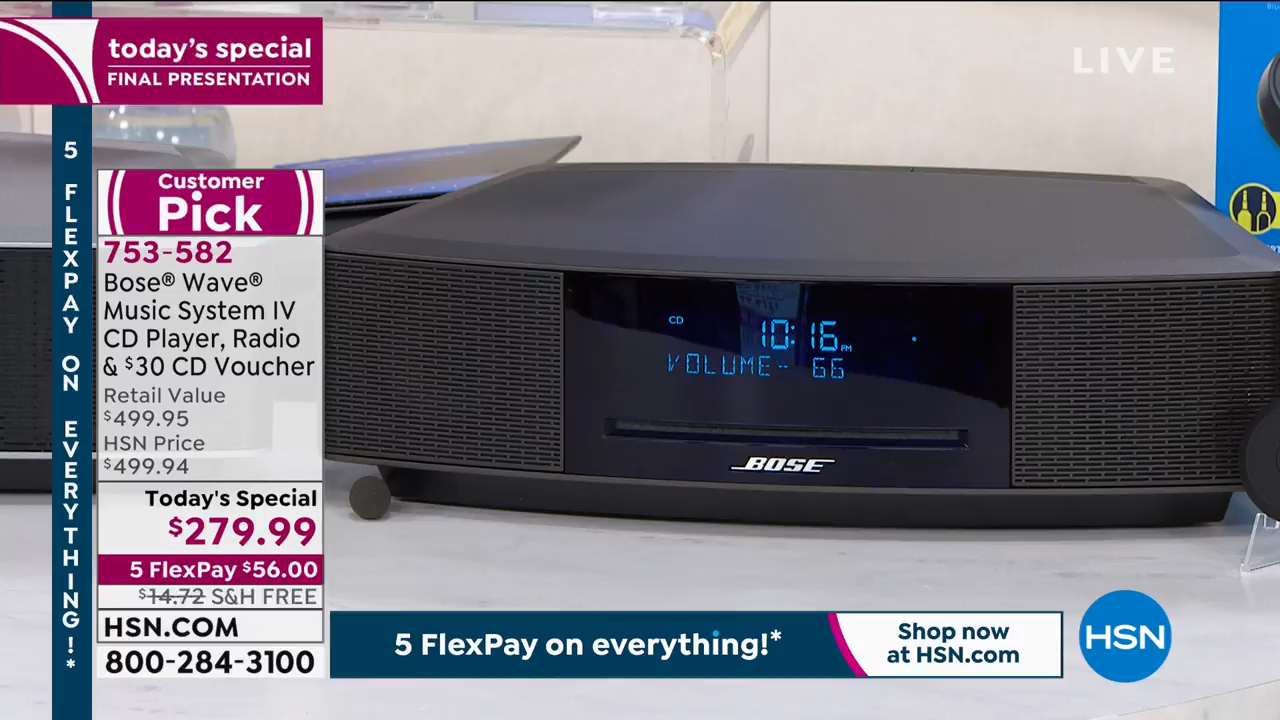 today's special
FINAL PRESENTATION
LIVE
5 FLEXPAY ON EVERYTHING!*
Customer
Pick
753-582
Bose® Wave®
Music System IV
CD Player, Radio
& $30 CD Voucher
Retail Value
$499.95
HSN Price
$499.94
Today's Special
$279.99
5 FlexPay $56.00
$14.72 S&H FREE
HSN.COM
800-284-3100
CD
10:16 PM
VOLUME- 66
BOSE
5 FlexPay on everything!*
Shop now
at HSN.com
HSN